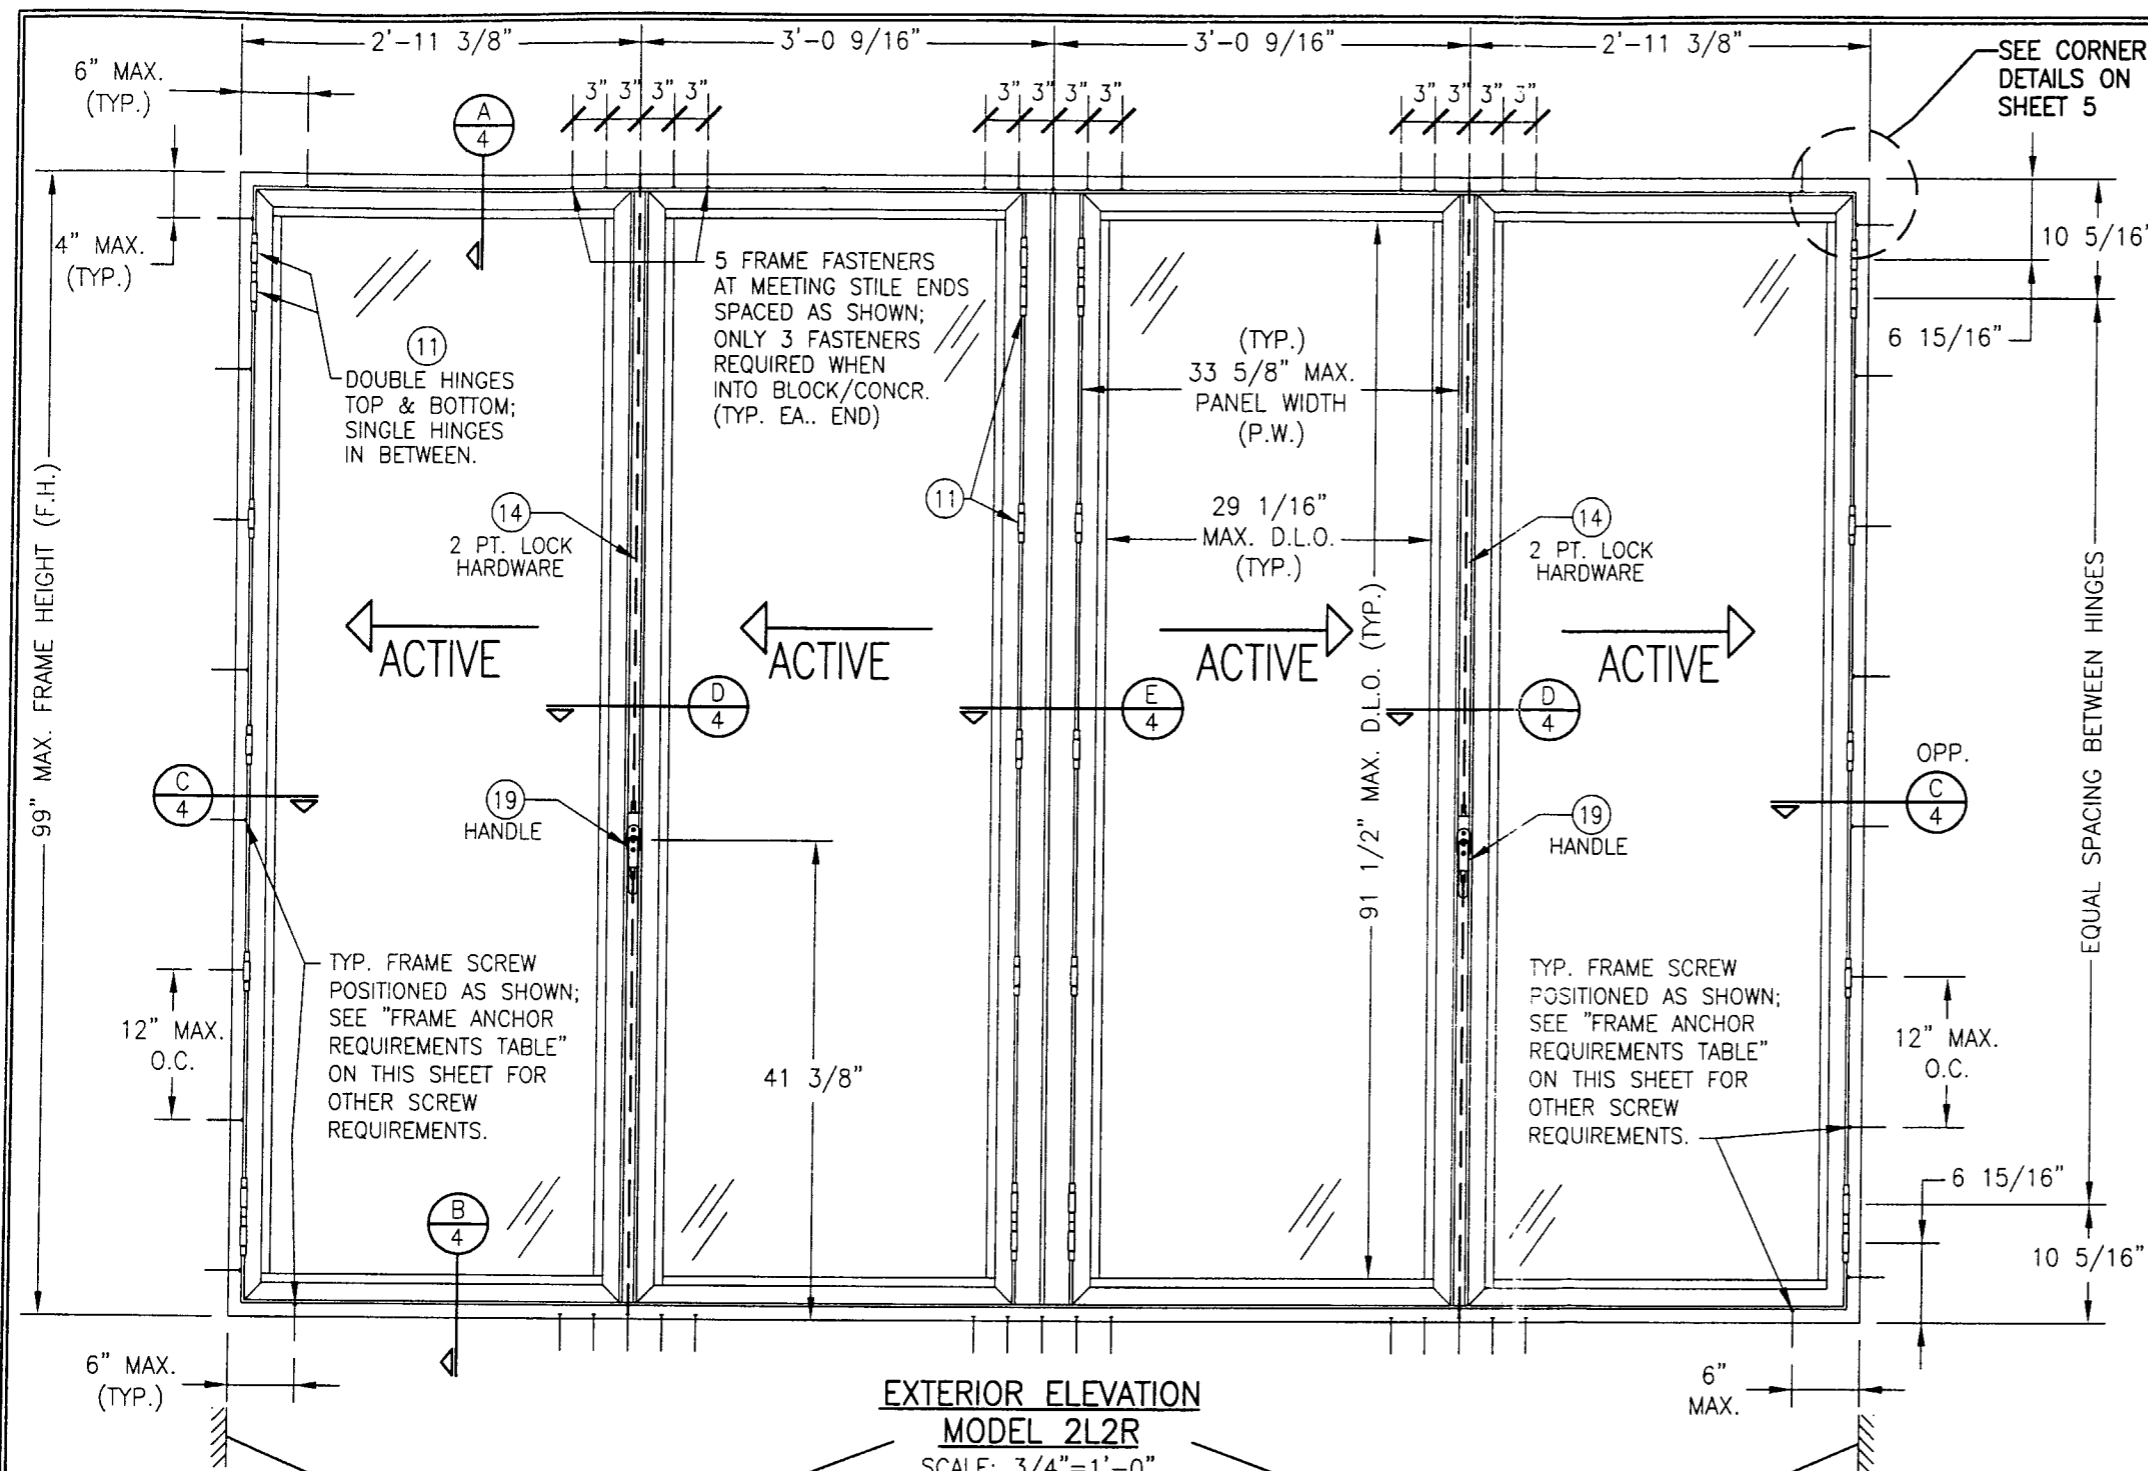 2'-11 3/8"
3'-0 9/16"
3'-0 9/16"
2'-11 3/8"
SEE CORNER
DETAILS ON
SHEET 5
6" MAX.
(TYP.)
3" 3" 3" 3"
3" 3" 3" 3"
3" 3" 3" 3"
A
4
4" MAX.
(TYP.)
10 5/16"
6 15/16"
99" MAX. FRAME HEIGHT (F.H.)
11
DOUBLE HINGES
TOP & BOTTOM;
SINGLE HINGES
IN BETWEEN.
5 FRAME FASTENERS
AT MEETING STILE ENDS
SPACED AS SHOWN;
ONLY 3 FASTENERS
REQUIRED WHEN
INTO BLOCK/CONCR.
(TYP. EA.. END)
(TYP.)
33 5/8" MAX.
PANEL WIDTH
(P.W.)
11
14
2 PT. LOCK
HARDWARE
29 1/16"
MAX. D.L.O.
(TYP.)
14
2 PT. LOCK
HARDWARE
91 1/2" MAX. D.L.O. (TYP.)
EQUAL SPACING BETWEEN HINGES
ACTIVE
ACTIVE
ACTIVE
ACTIVE
D
4
E
4
D
4
C
4
OPP.
C
4
19
HANDLE
19
HANDLE
TYP. FRAME SCREW
POSITIONED AS SHOWN;
SEE "FRAME ANCHOR
REQUIREMENTS TABLE"
ON THIS SHEET FOR
OTHER SCREW
REQUIREMENTS.
12" MAX.
O.C.
41 3/8"
TYP. FRAME SCREW
POSITIONED AS SHOWN;
SEE "FRAME ANCHOR
REQUIREMENTS TABLE"
ON THIS SHEET FOR
OTHER SCREW
REQUIREMENTS.
12" MAX.
O.C.
6 15/16"
10 5/16"
B
4
6" MAX.
(TYP.)
6"
MAX.
EXTERIOR ELEVATION
MODEL 2L2R
SCALE: 3/4"=1'-0"